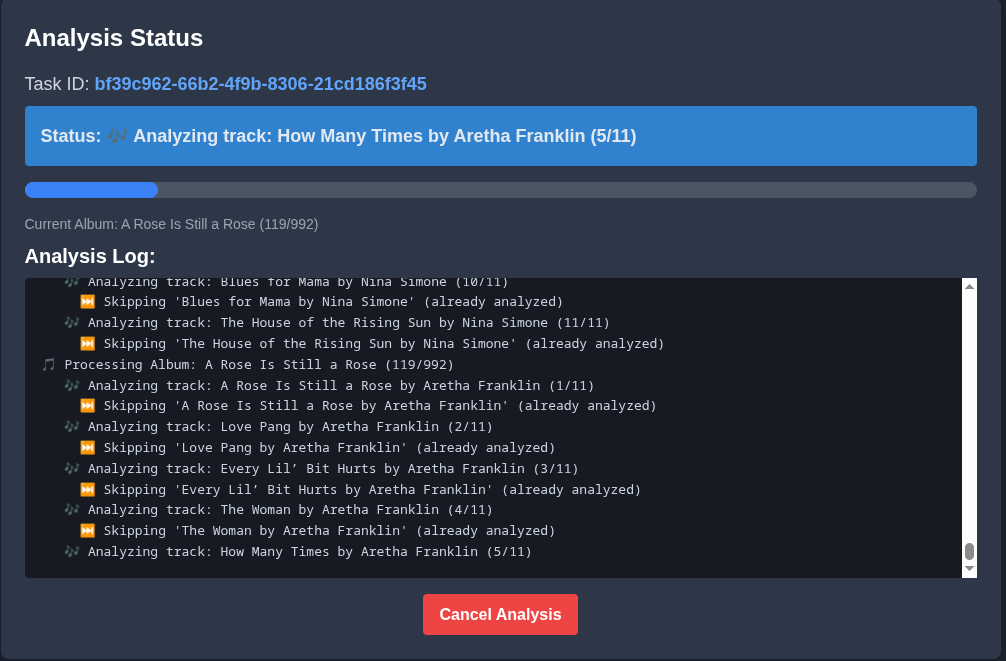 Analysis Status
Task ID: bf39c962-66b2-4f9b-8306-21cd186f3f45
Status: 🎶 Analyzing track: How Many Times by Aretha Franklin (5/11)
Current Album: A Rose Is Still a Rose (119/992)
Analysis Log:
🎶 Analyzing track: Blues for Mama by Nina Simone (10/11)
⏭️ Skipping 'Blues for Mama by Nina Simone' (already analyzed)
🎶 Analyzing track: The House of the Rising Sun by Nina Simone (11/11)
⏭️ Skipping 'The House of the Rising Sun by Nina Simone' (already analyzed)
🎵 Processing Album: A Rose Is Still a Rose (119/992)
🎶 Analyzing track: A Rose Is Still a Rose by Aretha Franklin (1/11)
⏭️ Skipping 'A Rose Is Still a Rose by Aretha Franklin' (already analyzed)
🎶 Analyzing track: Love Pang by Aretha Franklin (2/11)
⏭️ Skipping 'Love Pang by Aretha Franklin' (already analyzed)
🎶 Analyzing track: Every Lil’ Bit Hurts by Aretha Franklin (3/11)
⏭️ Skipping 'Every Lil’ Bit Hurts by Aretha Franklin' (already analyzed)
🎶 Analyzing track: The Woman by Aretha Franklin (4/11)
⏭️ Skipping 'The Woman by Aretha Franklin' (already analyzed)
🎶 Analyzing track: How Many Times by Aretha Franklin (5/11)
Cancel Analysis